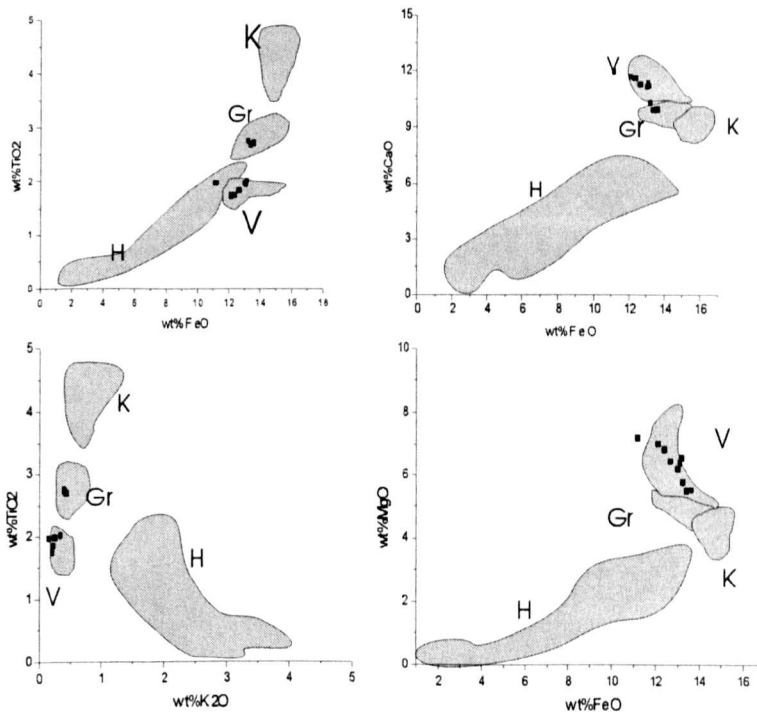 5
4
3
2
1
0
wt%TiO2
K
Gr
H
V
0 2 4 6 8 10 12 14 16 18
wt%FeO
15
12
9
6
3
0
wt%CaO
V
Gr
K
H
0 2 4 6 8 10 12 14 16
wt%FeO
5
4
3
2
1
0
wt%TiO2
K
Gr
H
V
0 1 2 3 4 5
wt%K2O
10
8
6
4
2
0
wt%MgO
V
Gr
K
H
2 4 6 8 10 12 14 16
wt%FeO